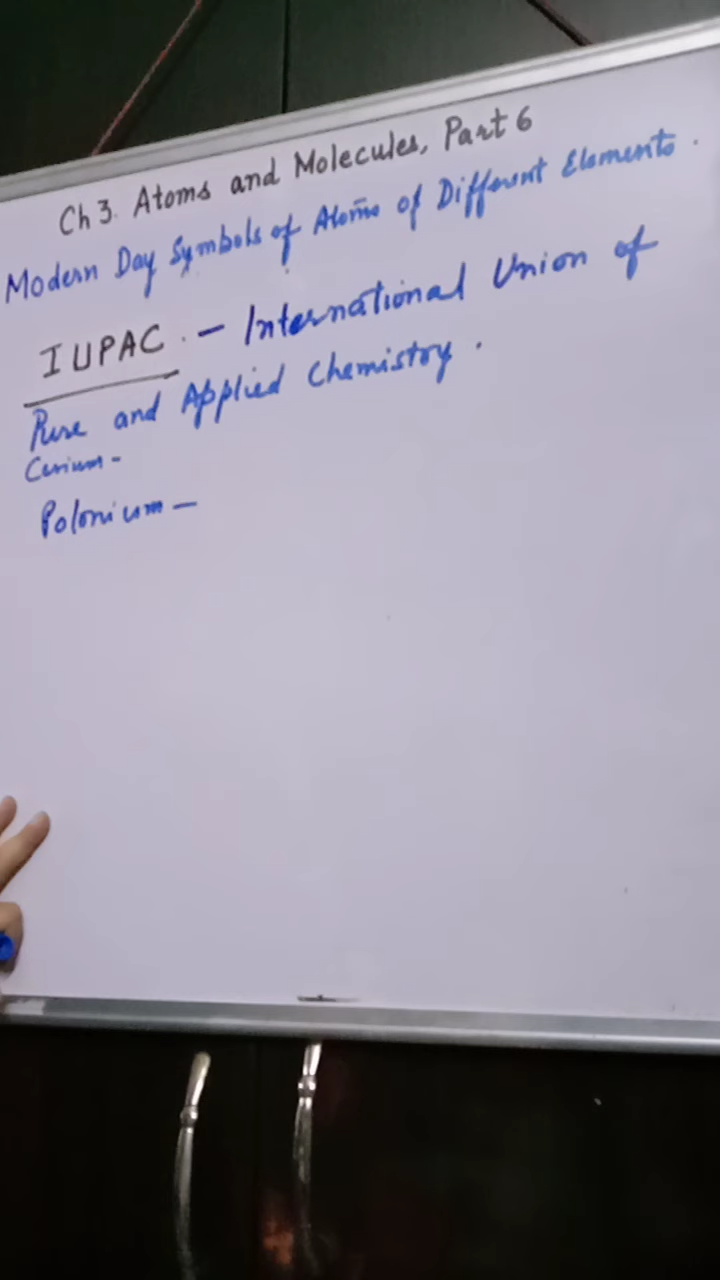 Ch 3. Atoms and Molecules, Part 6
Modern Day Symbols of Atoms of Different Elements.
IUPAC. - International Union of
Pure and Applied Chemistry.
Cerium -
Polonium -